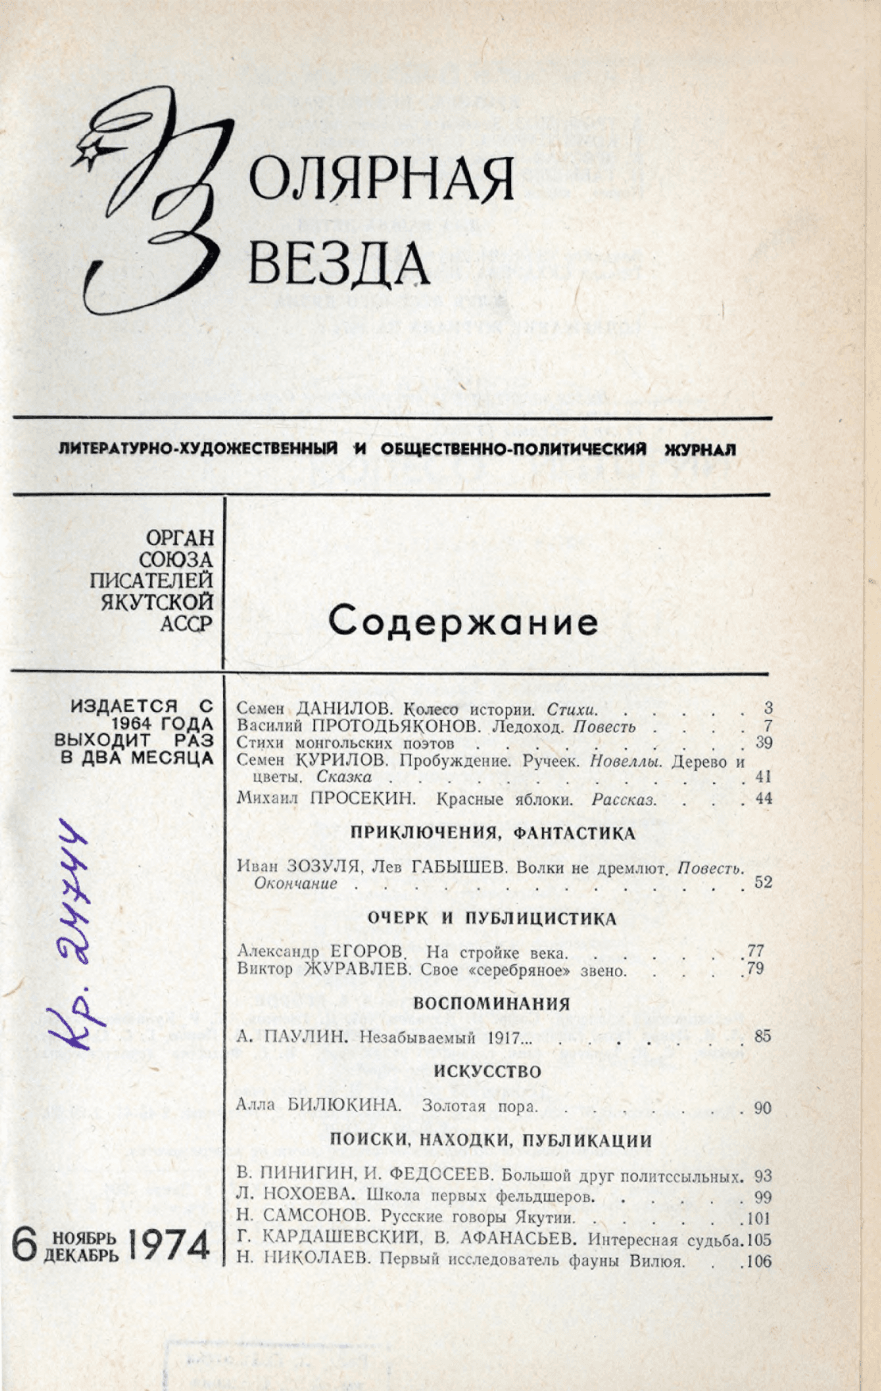 ПОЛЯРНАЯ
ЗВЕЗДА
ЛИТЕРАТУРНО-ХУДОЖЕСТВЕННЫЙ И ОБЩЕСТВЕННО-ПОЛИТИЧЕСКИЙ ЖУРНАЛ
ОРГАН
СОЮЗА
ПИСАТЕЛЕЙ
ЯКУТСКОЙ
АССР
Содержание
ИЗДАЕТСЯ С
1964 ГОДА
ВЫХОДИТ РАЗ
В ДВА МЕСЯЦА
Кр. 24744
6 НОЯБРЬ
ДЕКАБРЬ 1974
Семен ДАНИЛОВ. Колесо истории. Стихи. . . . . . 3
Василий ПРОТОДЬЯКОНОВ. Ледоход. Повесть . . . . 7
Стихи монгольских поэтов . . . . . . . . . . 39
Семен КУРИЛОВ. Пробуждение. Ручеек. Новеллы. Дерево и
цветы. Сказка . . . . . . . . . . . . . 41
Михаил ПРОСЕКИН. Красные яблоки. Рассказ. . . . 44
ПРИКЛЮЧЕНИЯ, ФАНТАСТИКА
Иван ЗОЗУЛЯ, Лев ГАБЫШЕВ. Волки не дремлют. Повесть.
Окончание . . . . . . . . . . . . . . 52
ОЧЕРК И ПУБЛИЦИСТИКА
Александр ЕГОРОВ. На стройке века. . . . . . . 77
Виктор ЖУРАВЛЕВ. Свое «серебряное» звено. . . . . 79
ВОСПОМИНАНИЯ
А. ПАУЛИН. Незабываемый 1917... . . . . . . . 85
ИСКУССТВО
Алла БИЛЮКИНА. Золотая пора. . . . . . . . 90
ПОИСКИ, НАХОДКИ, ПУБЛИКАЦИИ
В. ПИНИГИН, И. ФЕДОСЕЕВ. Большой друг политссыльных. 93
Л. НОХОЕВА. Школа первых фельдшеров. . . . . . 99
Н. САМСОНОВ. Русские говоры Якутии. . . . . . . 101
Г. КАРДАШЕВСКИЙ, В. АФАНАСЬЕВ. Интересная судьба. 105
Н. НИКОЛАЕВ. Первый исследователь фауны Вилюя. . . 106